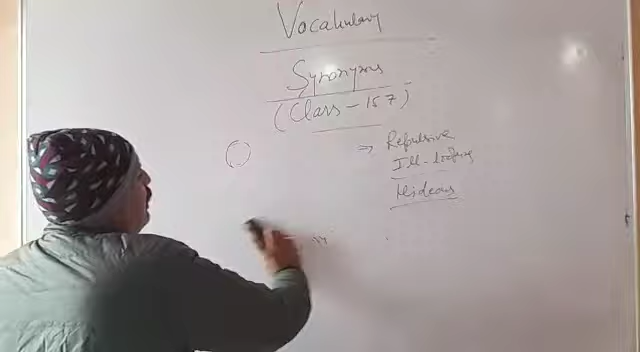 Vocabulary
Synonyms
(Class - 157)
⇒ Repulsive
Ill-looking
Hideous